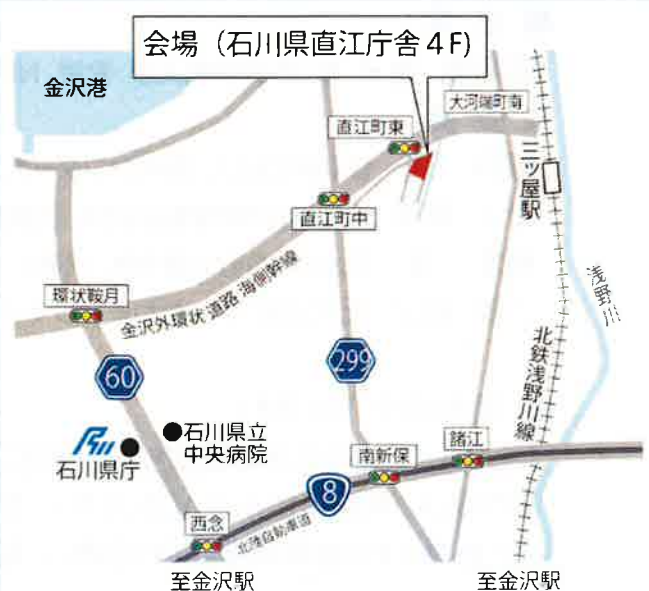 会場（石川県直江庁舎４F)
金沢港
大河端町南
直江町東
三ツ屋駅
直江町中
浅野川
金沢外環状道路 海側幹線
環状鞍月
北鉄浅野川線
299
60
石川県立
中央病院
石川県庁
諸江
南新保
8
西念
北陸自動車道
至金沢駅
至金沢駅